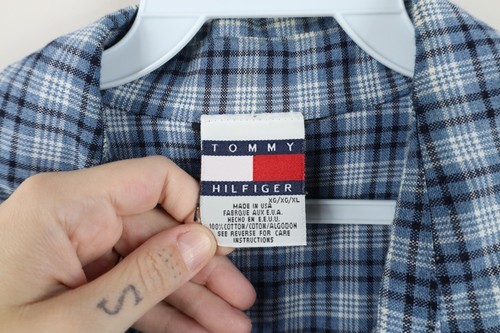 TOMMY
HILFIGER
XG/XG/XL
MADE IN USA
FABRIQUE AUX E.U.A.
HECHO EN E.E.U.U.
100%COTTON/COTON/ALGODON
SEE REVERSE FOR CARE
INSTRUCTIONS
S